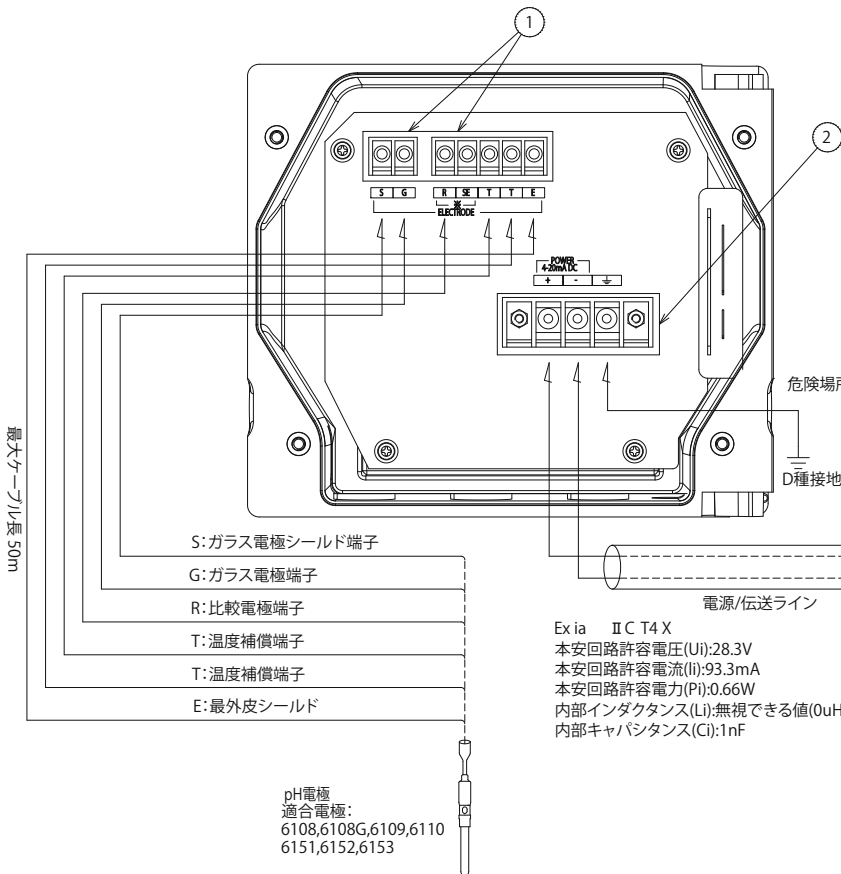 1
2
S G R SE T T E
※
ELECTRODE
POWER
4-20mA DC
+ - ⏚
危険場所
D種接地
最大ケーブル長 50m
S:ガラス電極シールド端子
G:ガラス電極端子
R:比較電極端子
T:温度補償端子
T:温度補償端子
E:最外皮シールド
電源/伝送ライン
Ex ia ⅡC T4 X
本安回路許容電圧(Ui):28.3V
本安回路許容電流(Ii):93.3mA
本安回路許容電力(Pi):0.66W
内部インダクタンス(Li):無視できる値(0uH
内部キャパシタンス(Ci):1nF
pH電極
適合電極:
6108,6108G,6109,6110
6151,6152,6153